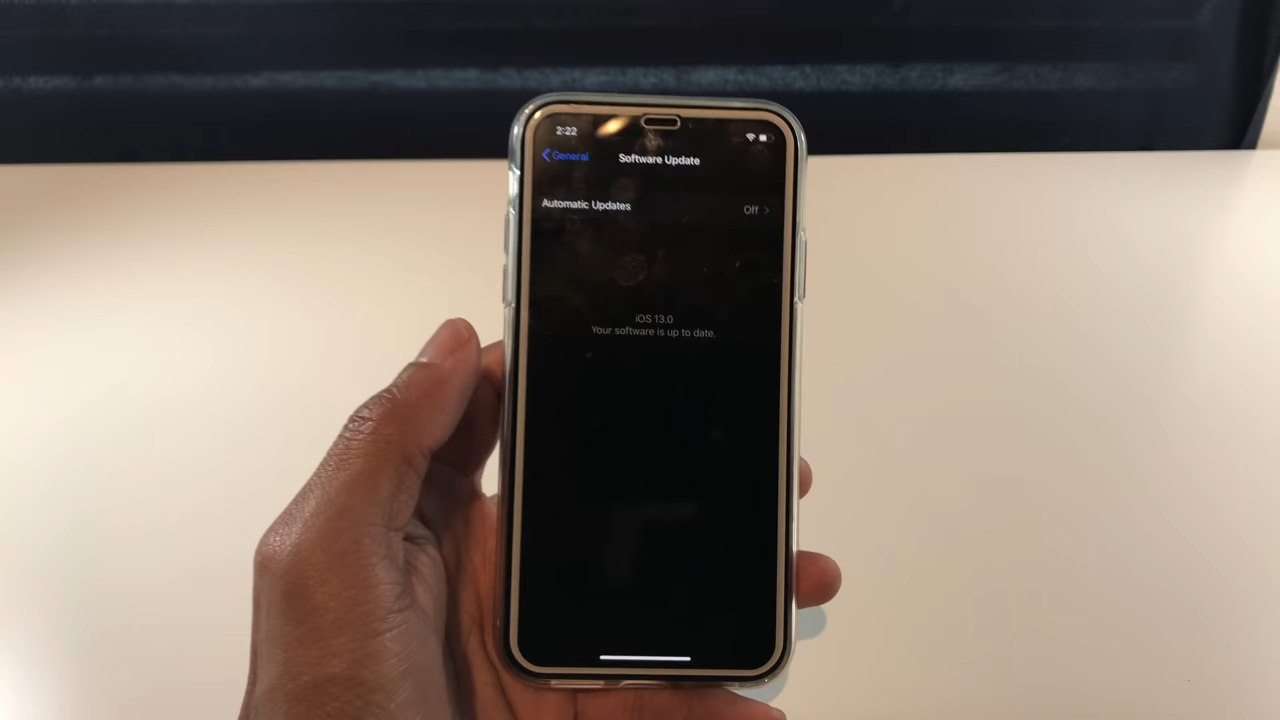 2:22
General
Software Update
Automatic Updates
Off
iOS 13.0
Your software is up to date.